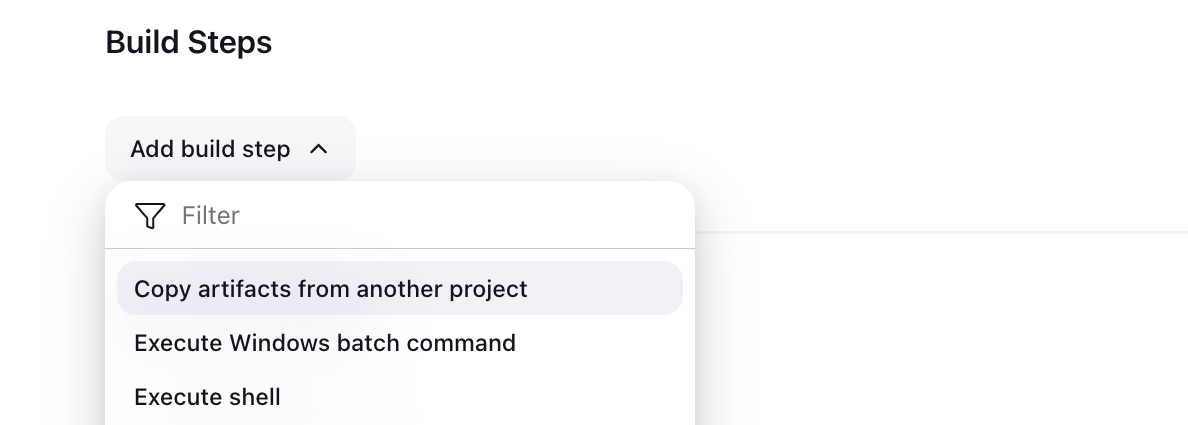 Build Steps
Add build step
Filter
Copy artifacts from another project
Execute Windows batch command
Execute shell